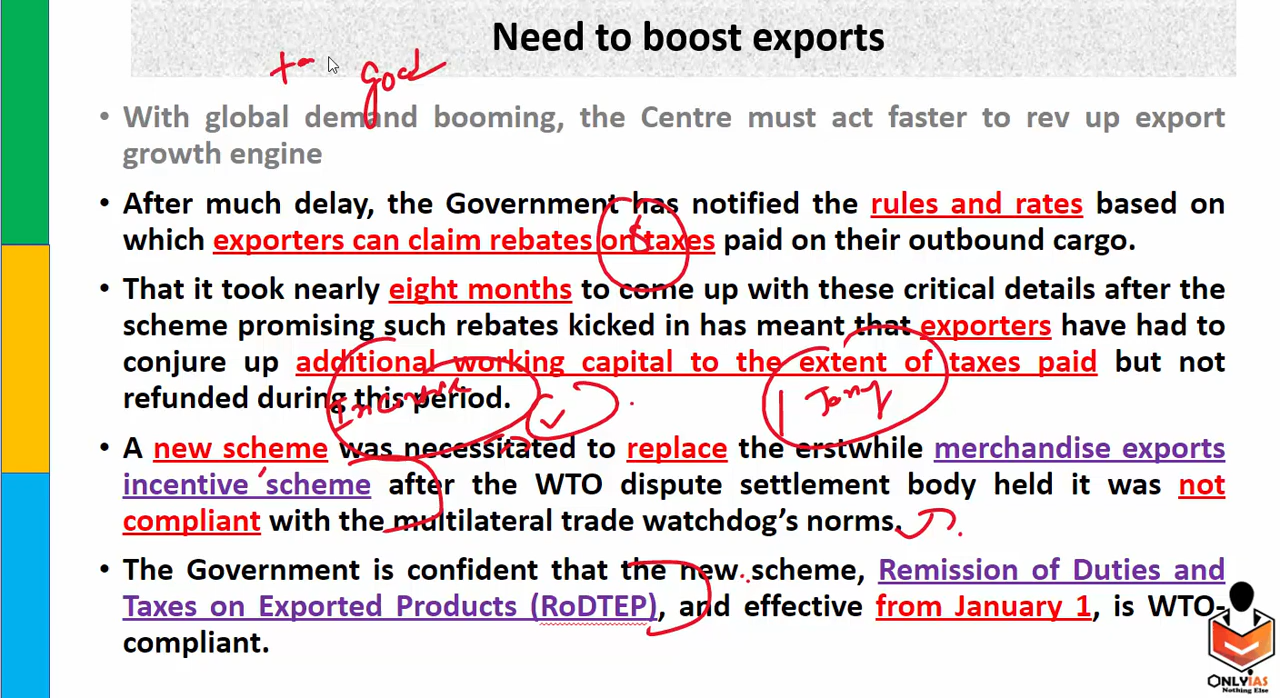 Need to boost exports
• With global demand booming, the Centre must act faster to rev up export
growth engine
• After much delay, the Government has notified the rules and rates based on
which exporters can claim rebates on taxes paid on their outbound cargo.
• That it took nearly eight months to come up with these critical details after the
scheme promising such rebates kicked in has meant that exporters have had to
conjure up additional working capital to the extent of taxes paid but not
refunded during this period.
• A new scheme was necessitated to replace the erstwhile merchandise exports
incentive scheme after the WTO dispute settlement body held it was not
compliant with the multilateral trade watchdog's norms.
• The Government is confident that the new scheme, Remission of Duties and
Taxes on Exported Products (RoDTEP), and effective from January 1, is WTO-
compliant.
ONLYIAS
Nothing Else